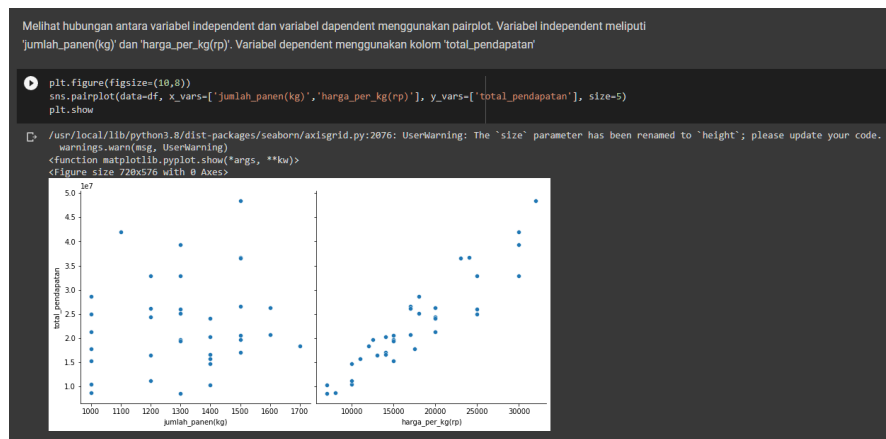 Melihat hubungan antara variabel independent dan variabel dapendent menggunakan pairplot. Variabel independent meliputi
'jumlah_panen(kg)' dan 'harga_per_kg(rp)'. Variabel dependent menggunakan kolom 'total_pendapatan'
plt.figure(figsize=(10,8))
sns.pairplot(data=df, x_vars=['jumlah_panen(kg)','harga_per_kg(rp)'], y_vars=['total_pendapatan'], size=5)
plt.show
/usr/local/lib/python3.8/dist-packages/seaborn/axisgrid.py:2076: UserWarning: The `size` parameter has been renamed to `height`; please update your code.
warnings.warn(msg, UserWarning)
<function matplotlib.pyplot.show(*args, **kw)>
<Figure size 720x576 with 0 Axes>
1e7
5.0
4.5
4.0
3.5
3.0
2.5
2.0
1.5
1.0
total_pendapatan
1000 1100 1200 1300 1400 1500 1600 1700
jumlah_panen(kg)
10000 15000 20000 25000 30000
harga_per_kg(rp)